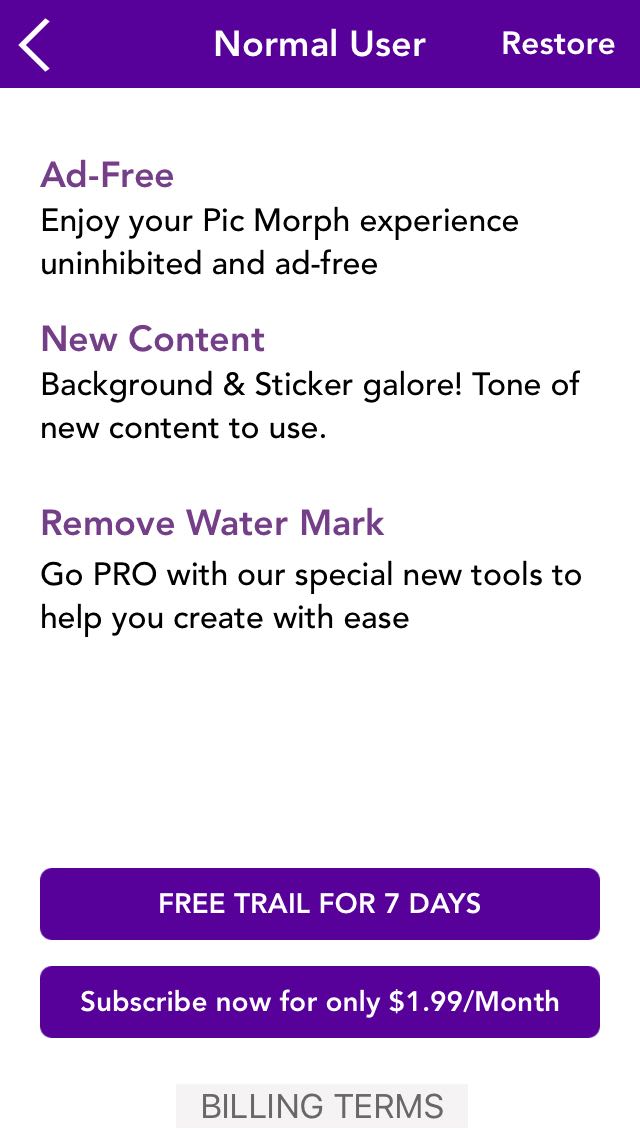 Normal User
Restore
Ad-Free
Enjoy your Pic Morph experience
uninhibited and ad-free
New Content
Background & Sticker galore! Tone of
new content to use.
Remove Water Mark
Go PRO with our special new tools to
help you create with ease
FREE TRAIL FOR 7 DAYS
Subscribe now for only $1.99/Month
BILLING TERMS